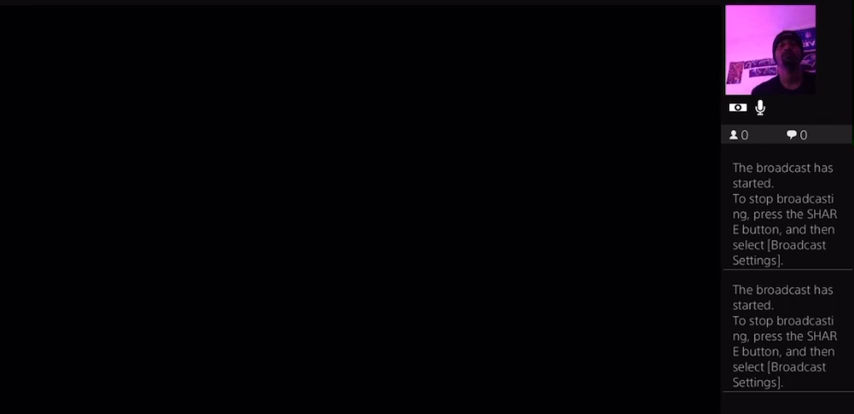 0 0
The broadcast has
started.
To stop broadcasti
ng, press the SHAR
E button, and then
select [Broadcast
Settings].
The broadcast has
started.
To stop broadcasti
ng, press the SHAR
E button, and then
select [Broadcast
Settings].